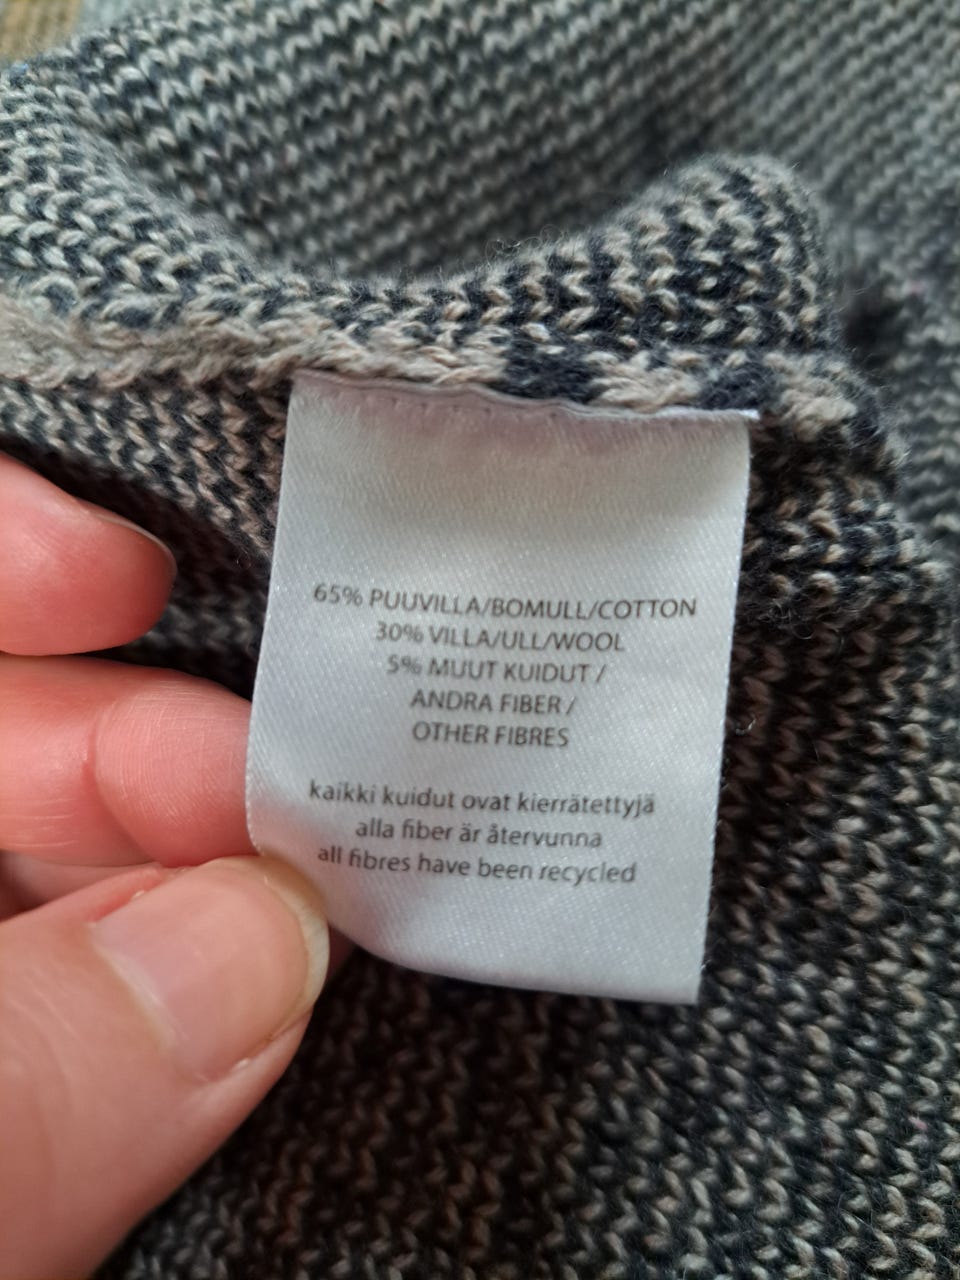 65% PUUVILLA/BOMULL/COTTON
30% VILLA/ULL/WOOL
5% MUUT KUIDUT /
ANDRA FIBER /
OTHER FIBRES
kaikki kuidut ovat kierrätettyjä
alla fiber är återvunna
all fibres have been recycled